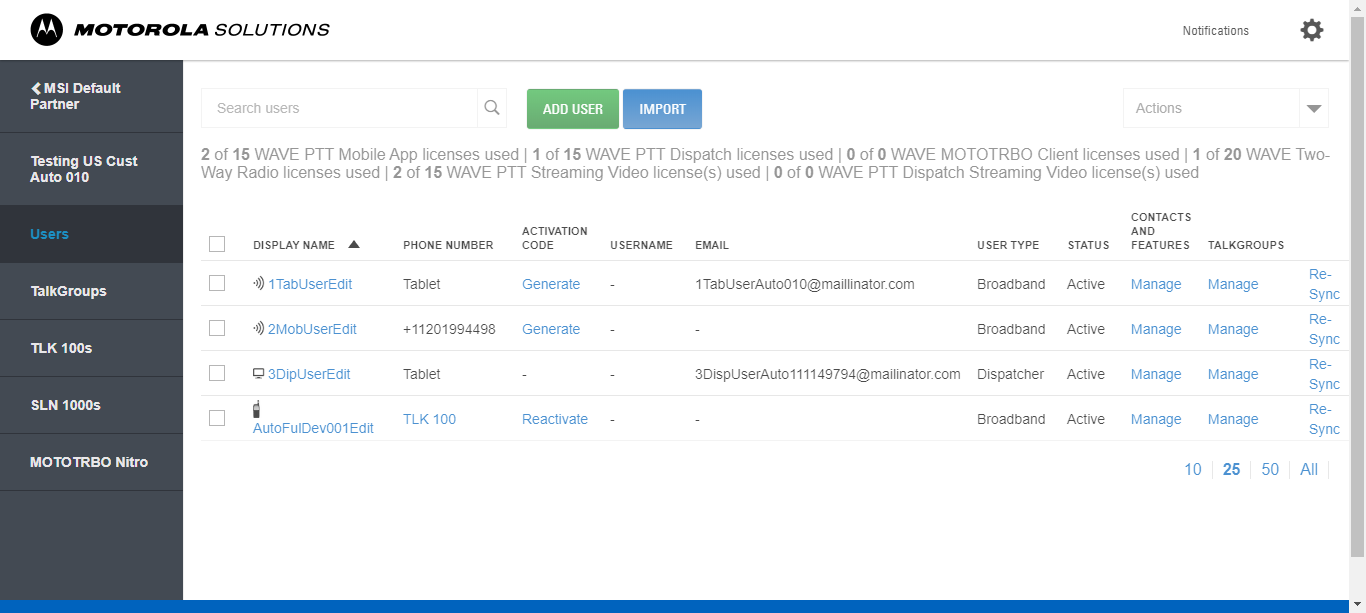 MOTOROLA SOLUTIONS
Notifications
MSI Default
Partner
Testing US Cust
Auto 010
Users
TalkGroups
TLK 100s
SLN 1000s
MOTOTRBO Nitro
Search users
ADD USER
IMPORT
Actions
2 of 15 WAVE PTT Mobile App licenses used | 1 of 15 WAVE PTT Dispatch licenses used | 0 of 0 WAVE MOTOTRBO Client licenses used | 1 of 20 WAVE Two-
Way Radio licenses used | 2 of 15 WAVE PTT Streaming Video license(s) used | 0 of 0 WAVE PTT Dispatch Streaming Video license(s) used
DISPLAY NAME PHONE NUMBER ACTIVATION CODE USERNAME EMAIL USER TYPE STATUS CONTACTS AND FEATURES TALKGROUPS
1TabUserEdit Tablet Generate - 1TabUserAuto010@maillinator.com Broadband Active Manage Manage Re-Sync
2MobUserEdit +11201994498 Generate - - Broadband Active Manage Manage Re-Sync
3DipUserEdit Tablet - - 3DispUserAuto111149794@mailinator.com Dispatcher Active Manage Manage Re-Sync
AutoFulDev001Edit TLK 100 Reactivate - - Broadband Active Manage Manage Re-Sync
10 25 50 All